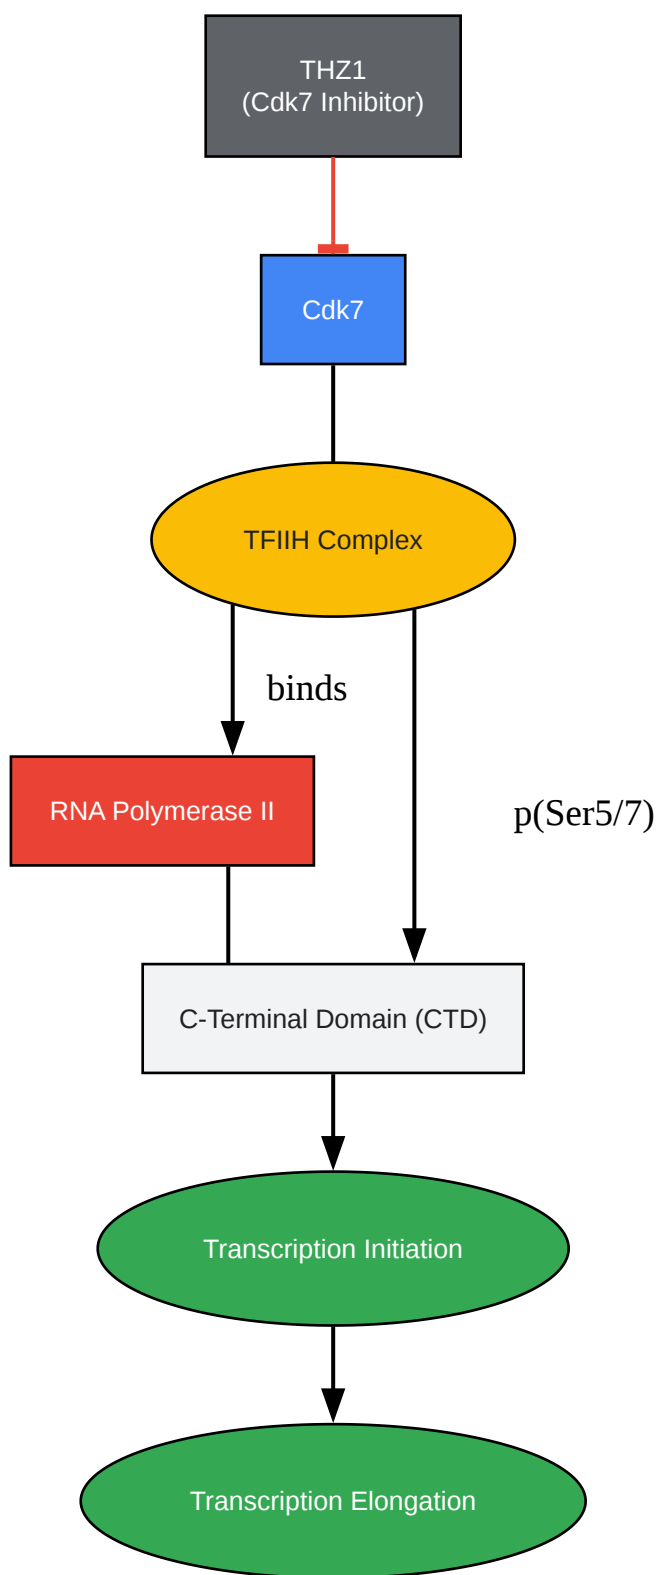 THZ1
(Cdk7 Inhibitor)
Cdk7
TFIIH Complex
binds
RNA Polymerase II
p(Ser5/7)
C-Terminal Domain (CTD)
Transcription Initiation
Transcription Elongation